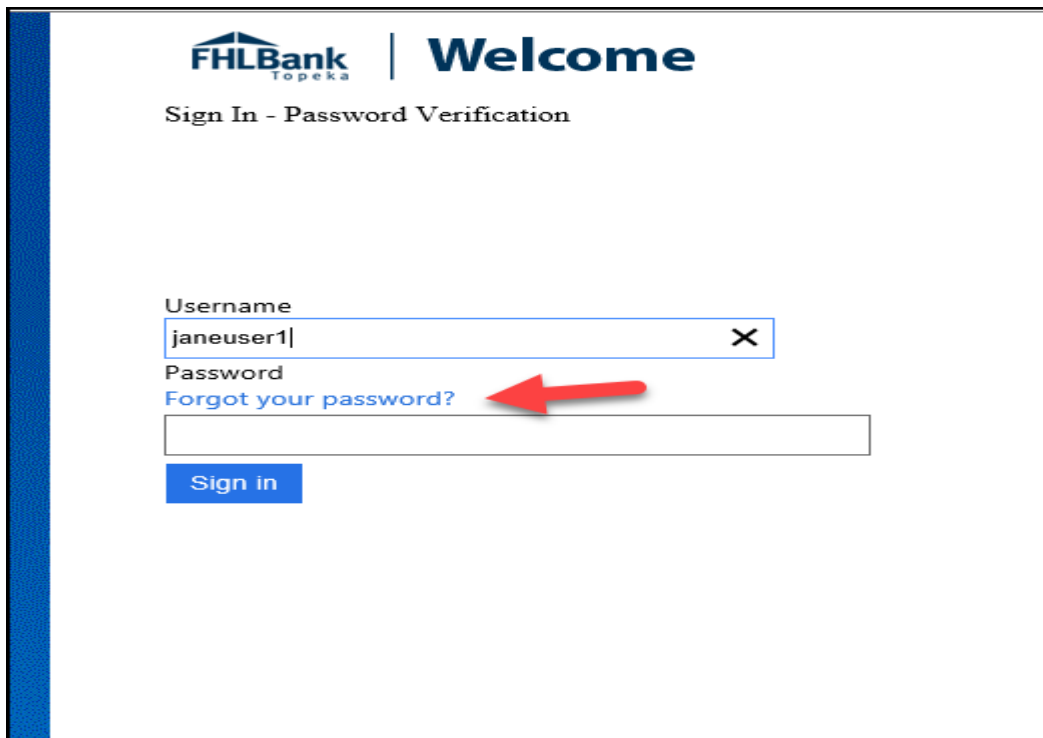 FHLBank
Topeka
Welcome
Sign In - Password Verification
Username
janeuser1
Password
Forgot your password?
Sign in